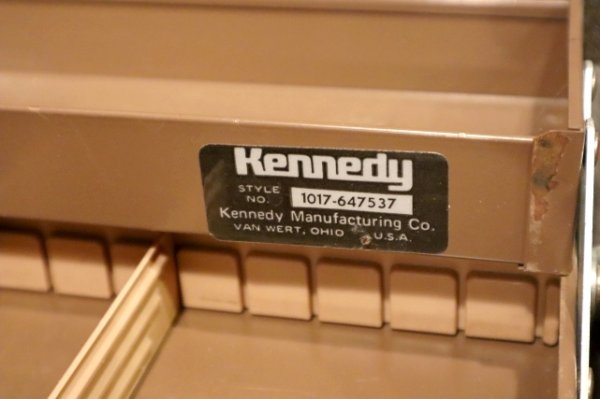 Kennedy
STYLE NO. 1017-647537
Kennedy Manufacturing Co.
VAN WERT, OHIO U.S.A.